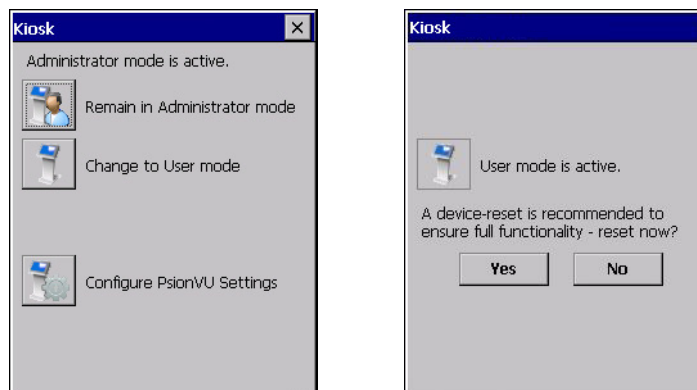 Kiosk
Administrator mode is active.
Remain in Administrator mode
Change to User mode
Configure PsionVU Settings
Kiosk
User mode is active.
A device-reset is recommended to
ensure full functionality - reset now?
Yes No